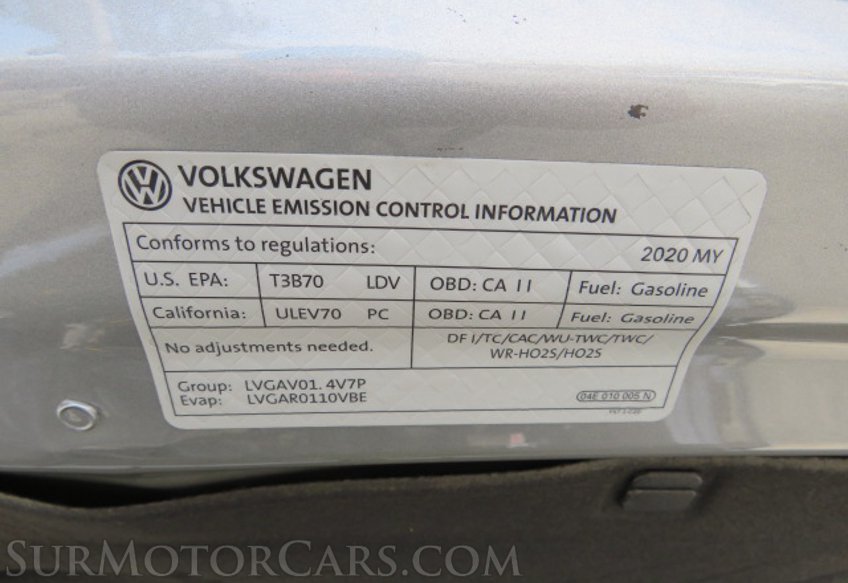 VOLKSWAGEN
VEHICLE EMISSION CONTROL INFORMATION
Conforms to regulations: 2020 MY
U.S. EPA: T3B70 LDV OBD: CA II Fuel: Gasoline
California: ULEV70 PC OBD: CA II Fuel: Gasoline
No adjustments needed. DFI/TC/CAC/WU-TWC/TWC/
WR-HO2S/HO2S
Group: LVGAV01.4V7P
Evap: LVGAR0110VBE
04E 010 005 N
SurMotorCars.com